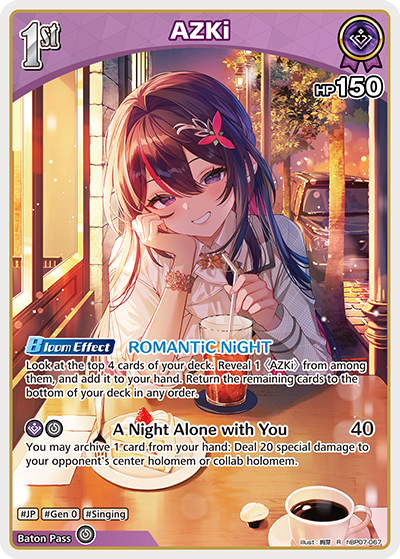 1st
AZKi
HP 150
Bloom Effect ROMANTiC NiGHT
Look at the top 4 cards of your deck. Reveal 1 〈AZKi〉 from among
them, and add it to your hand. Return the remaining cards to the
bottom of your deck in any order.
A Night Alone with You 40
You may archive 1 card from your hand: Deal 20 special damage to
your opponent's center holomem or collab holomem.
#JP #Gen 0 #Singing
Baton Pass
R hBP07-067